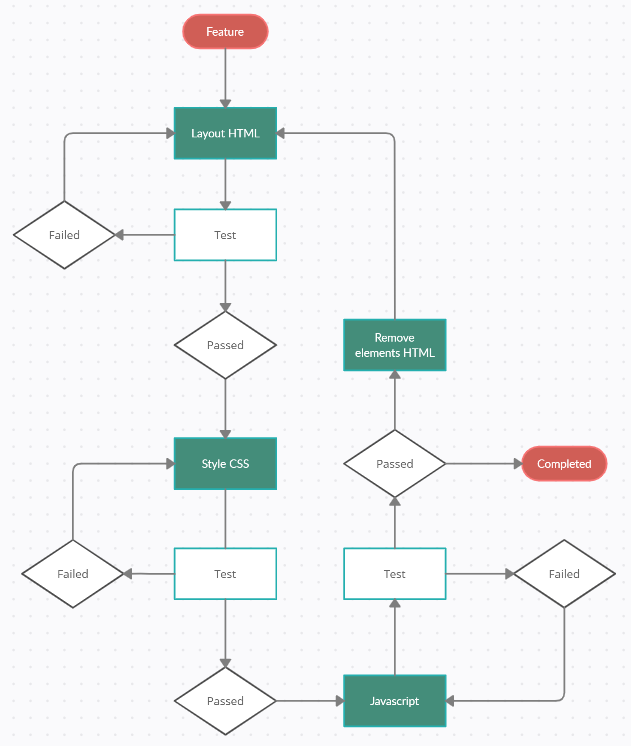 Feature
Layout HTML
Failed
Test
Passed
Remove
elements HTML
Style CSS
Passed
Completed
Failed
Test
Test
Failed
Passed
Javascript